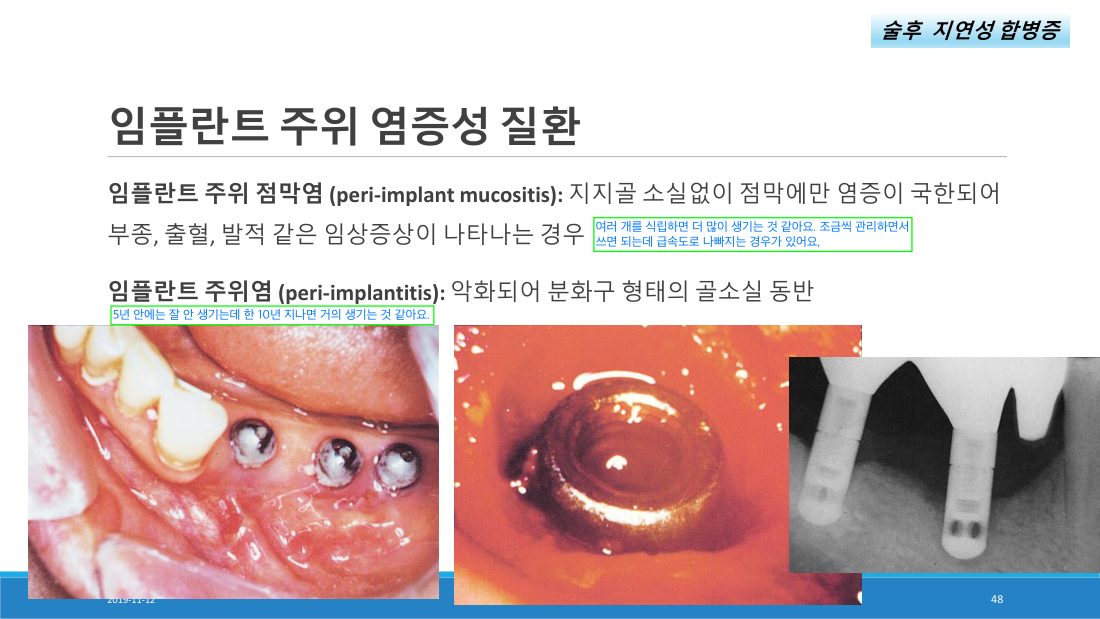 술후 지연성 합병증
임플란트 주위 염증성 질환
임플란트 주위 점막염 (peri-implant mucositis): 지지골 소실없이 점막에만 염증이 국한되어
부종, 출혈, 발적 같은 임상증상이 나타나는 경우
여러 개를 식립하면 더 많이 생기는 것 같아요. 조금씩 관리하면서
쓰면 되는데 급속도로 나빠지는 경우가 있어요.
임플란트 주위염 (peri-implantitis): 악화되어 분화구 형태의 골소실 동반
5년 안에는 잘 안 생기는데 한 10년 지나면 거의 생기는 것 같아요.
2019-11-12
48